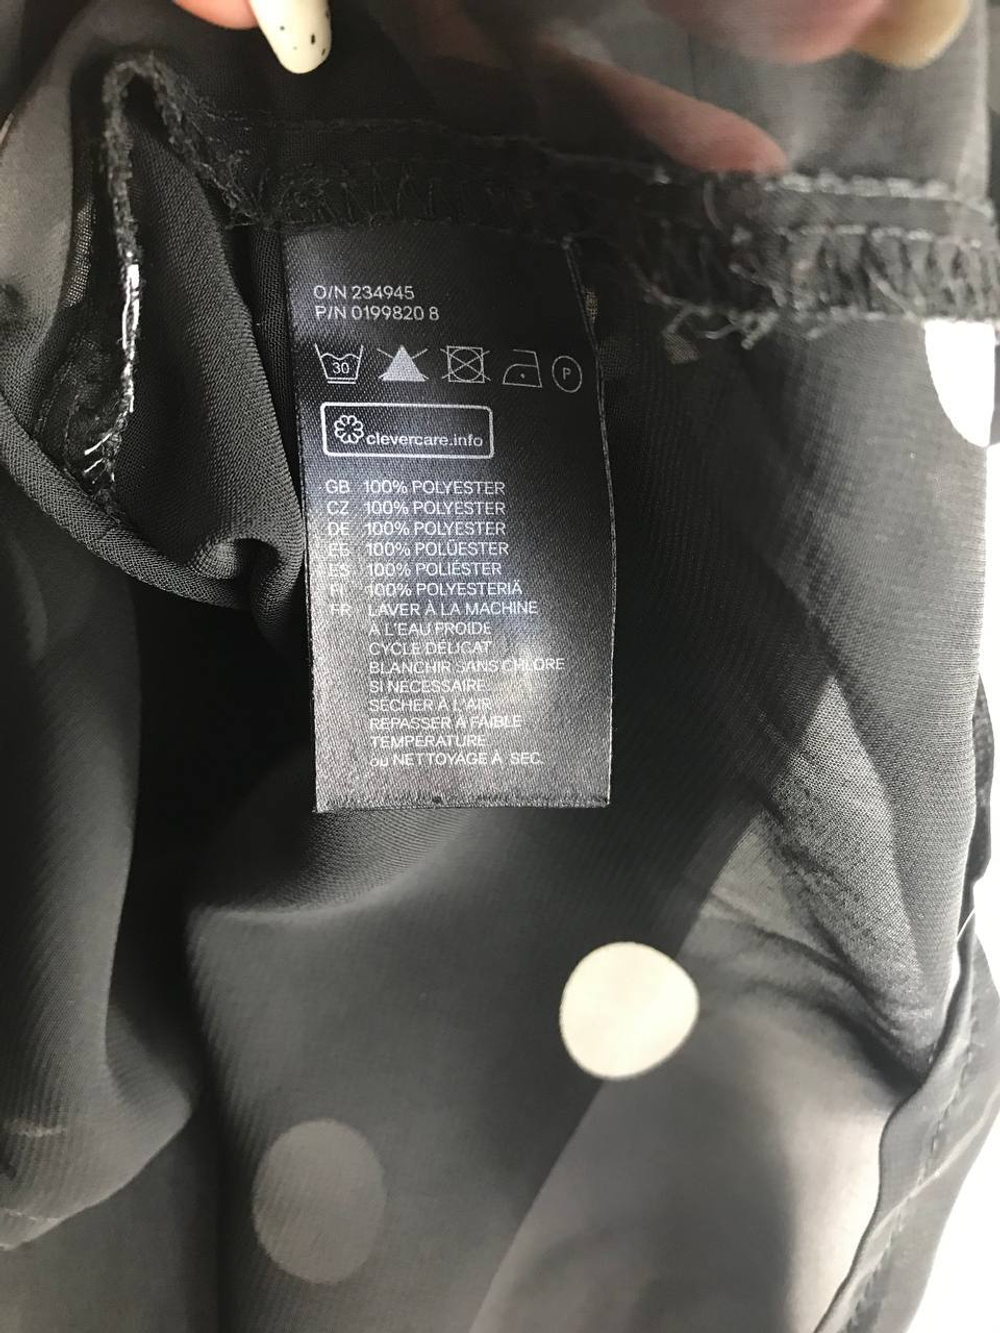 O/N 234945
P/N 0199820 8
30 P
clevercare.info
GB 100% POLYESTER
CZ 100% POLYESTER
DE 100% POLYESTER
EE 100% POLÜESTER
ES 100% POLIÉSTER
FI 100% POLYESTERIÄ
FR LAVER À LA MACHINE
À L'EAU FROIDE
CYCLE DÉLICAT
BLANCHIR SANS CHLORE
SI NÉCESSAIRE.
SÉCHER À L'AIR
REPASSER À FAIBLE
TEMPÉRATURE
ou NETTOYAGE À SEC.